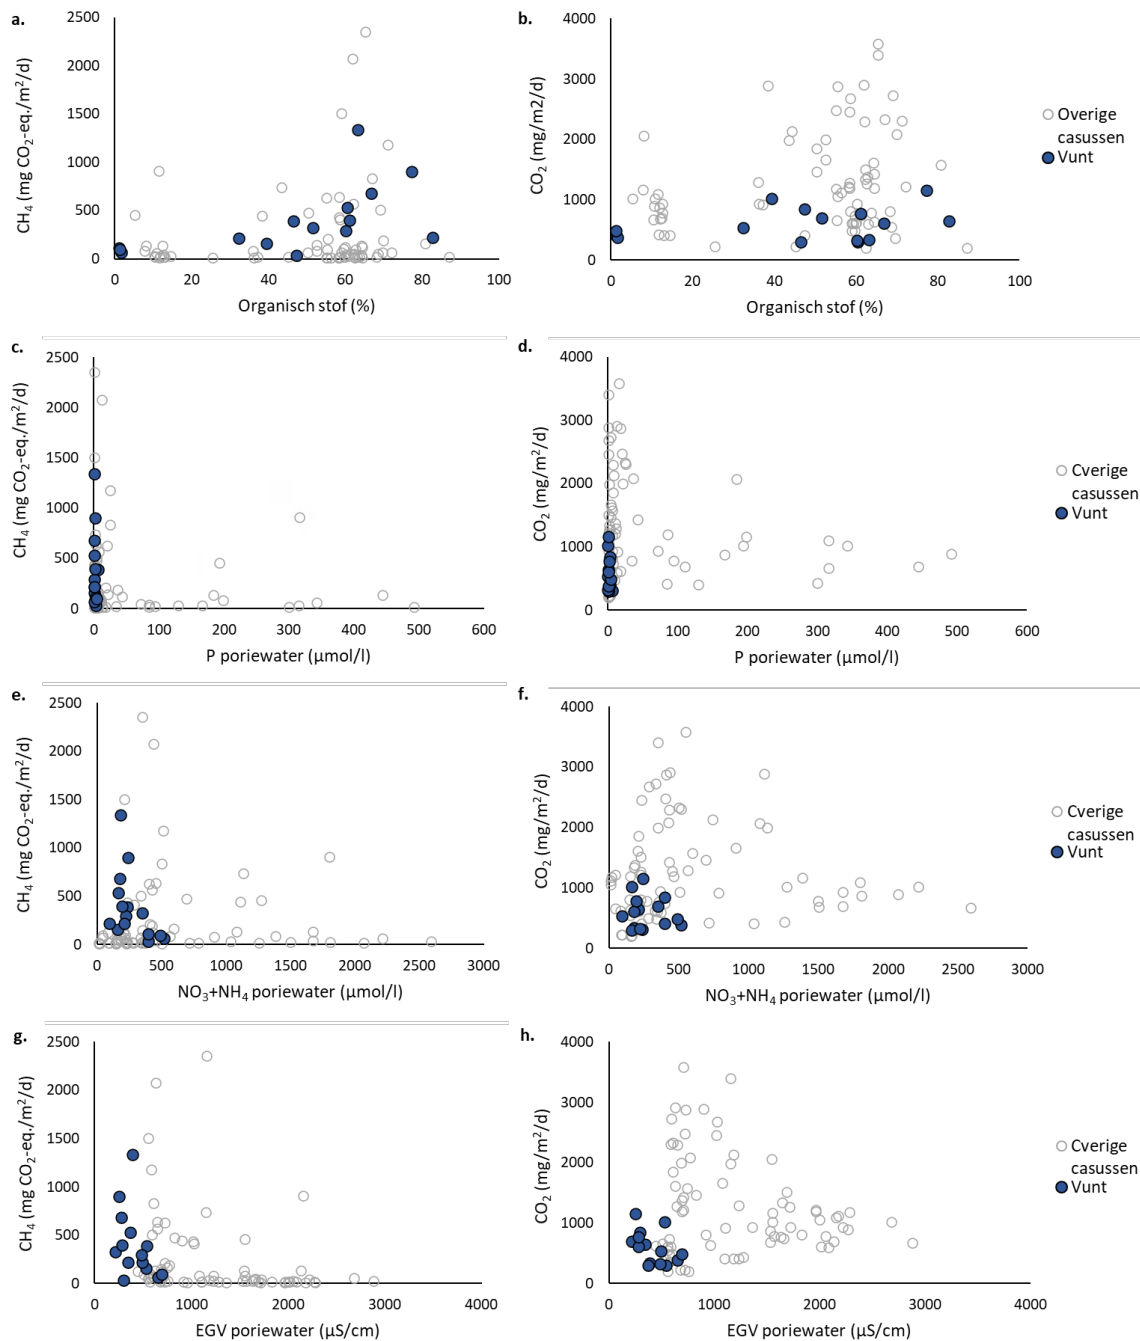 a.
2500
2000
1500
1000
500
0
0 20 40 60 80 100
CH₄ (mg CO₂-eq./m²/d)
Organisch stof (%)
b.
4000
3000
2000
1000
0
0 20 40 60 80 100
CO₂ (mg/m2/d)
Organisch stof (%)
Overige
casussen
Vunt
c.
2500
2000
1500
1000
500
0
0 100 200 300 400 500 600
CH₄ (mg CO₂-eq./m²/d)
P poriewater (µmol/l)
d.
4000
3000
2000
1000
0
0 100 200 300 400 500 600
CO₂ (mg/m²/d)
P poriewater (µmol/l)
Cverige
casussen
Vunt
e.
2500
2000
1500
1000
500
0
0 500 1000 1500 2000 2500 3000
CH₄ (mg CO₂-eq./m²/d)
NO₃+NH₄ poriewater (µmol/l)
f.
4000
3000
2000
1000
0
0 500 1000 1500 2000 2500 3000
CO₂ (mg/m²/d)
NO₃+NH₄ poriewater (µmol/l)
Cverige
casussen
Vunt
g.
2500
2000
1500
1000
500
0
0 1000 2000 3000 4000
CH₄ (mg CO₂-eq./m²/d)
EGV poriewater (µS/cm)
h.
4000
3000
2000
1000
0
0 1000 2000 3000 4000
CO₂ (mg/m²/d)
EGV poriewater (µS/cm)
Cverige
casussen
Vunt